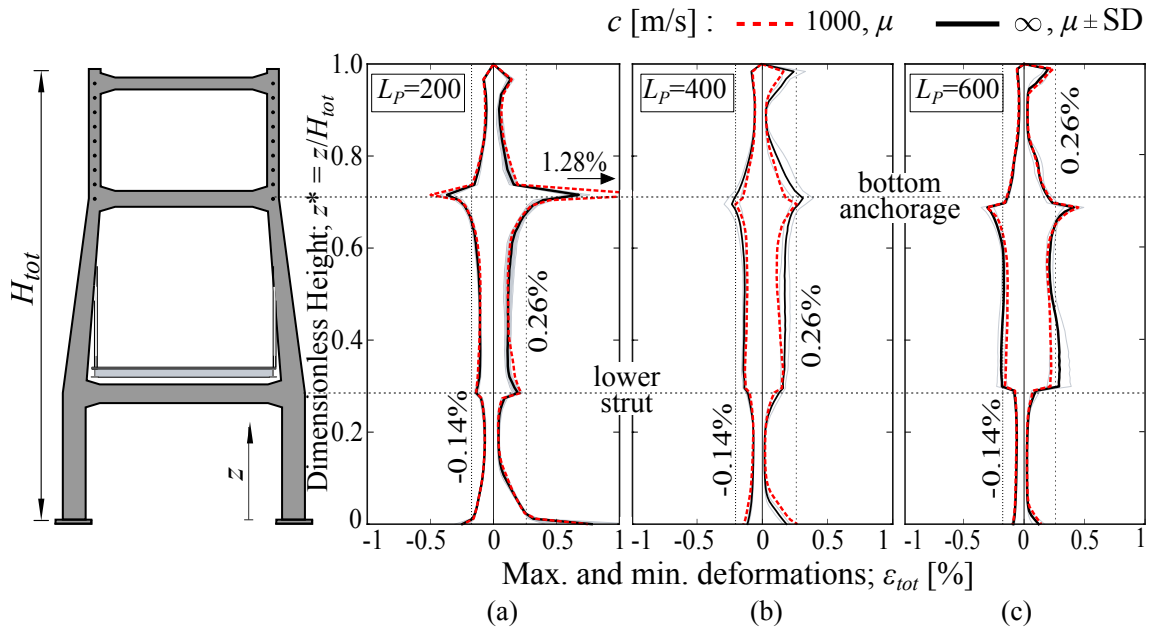 c [m/s] : 1000, μ ∞, μ ± SD
H_tot
z
Dimensionless Height; z* = z/H_tot
1.0
0.8
0.6
0.4
0.2
0
L_P=200
L_P=400
L_P=600
1.28%
0.26%
bottom
anchorage
0.26%
0.26%
lower
strut
-0.14%
-0.14%
-0.14%
-1 -0.5 0 0.5 1
-1 -0.5 0 0.5 1
-1 -0.5 0 0.5 1
Max. and min. deformations; ε_tot [%]
(a) (b) (c)